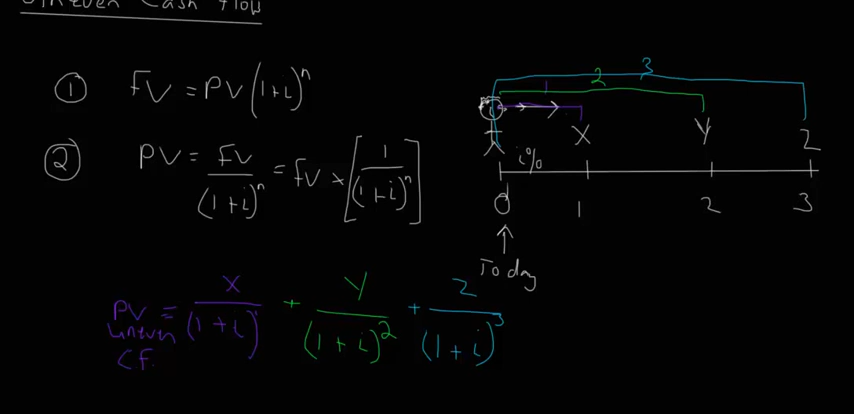 Uneven Cash Flow
① FV = PV(1+i)^n
② PV = FV/(1+i)^n = FV × [1/(1+i)^n]
1 2 3
X Y Z
i%
0 1 2 3
Today
PV = X/(1+i)^1 + Y/(1+i)^2 + Z/(1+i)^3
uneven
CF.